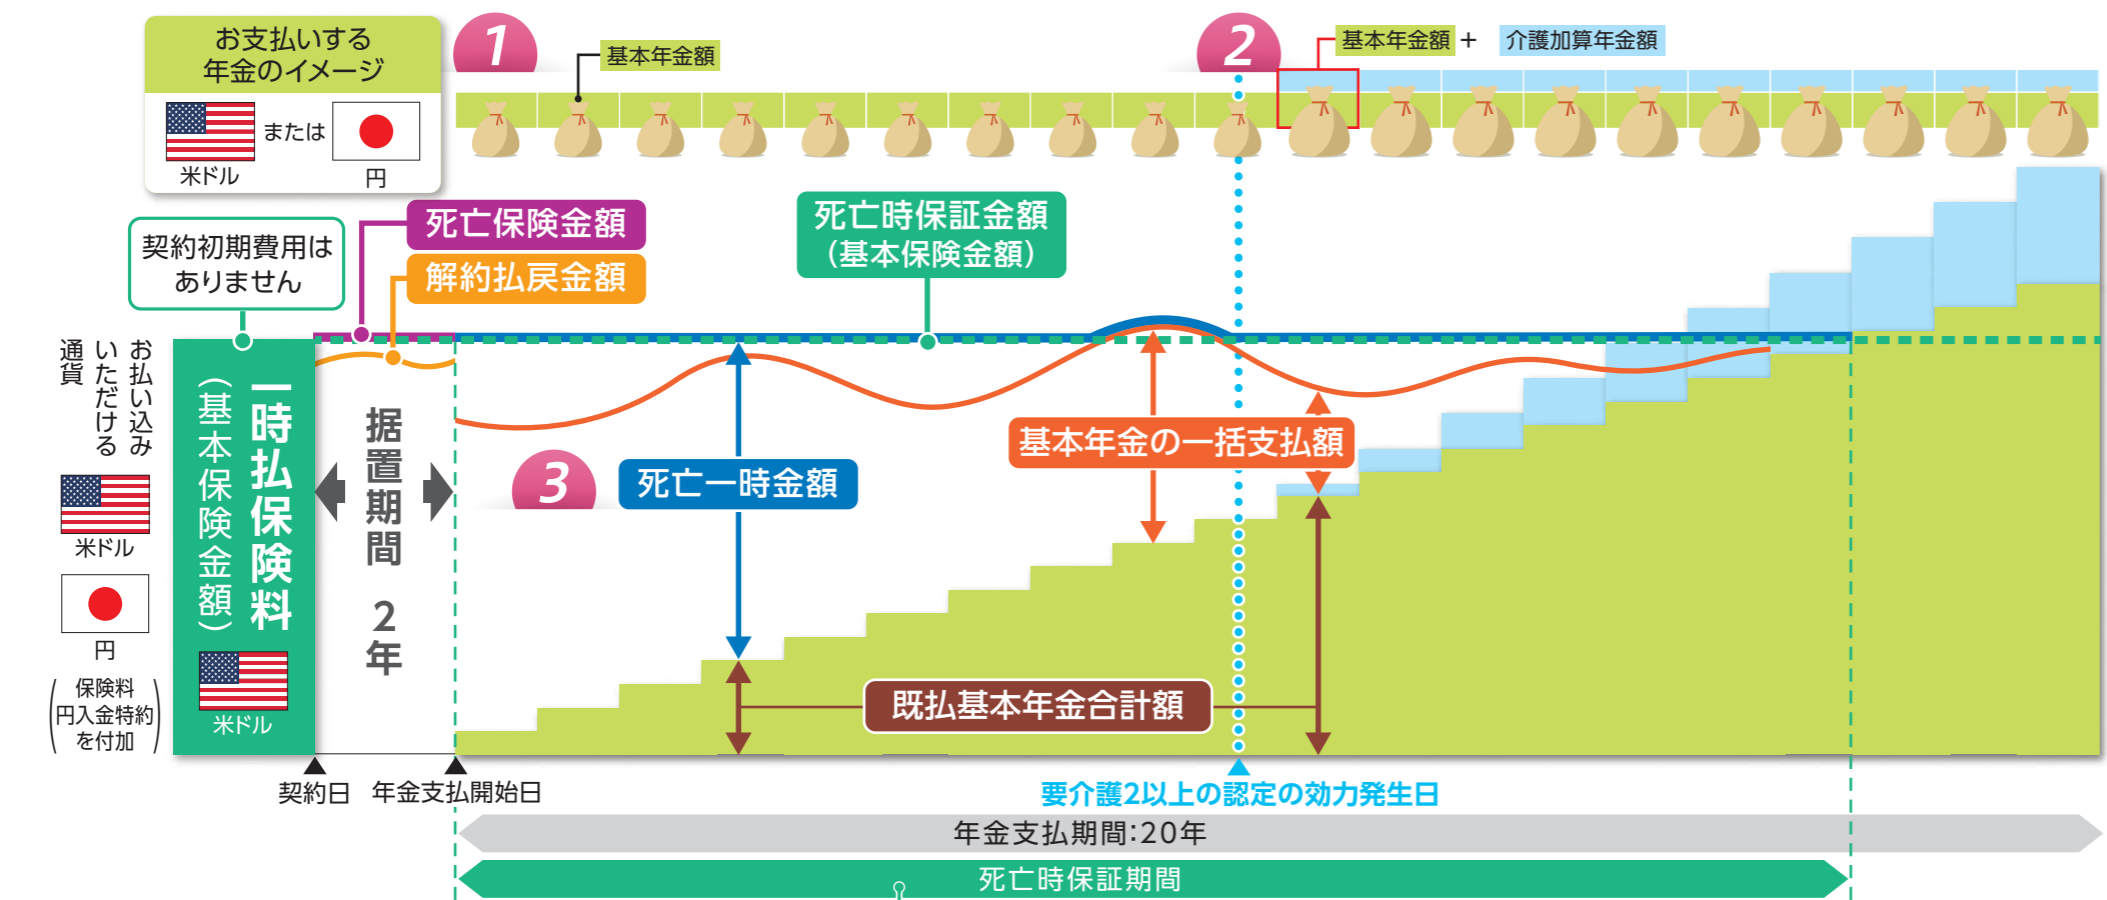 お支払いする
年金のイメージ
または
米ドル
円
1
基本年金額
2
基本年金額
+
介護加算年金額
契約初期費用は
ありません
死亡保険金額
解約払戻金額
死亡時保証金額
(基本保険金額)
お払い込み
いただける
通貨
米ドル
円
(保険料
円入金特約
を付加)
一時払保険料
(基本保険金額)
米ドル
据置期間 2年
3
死亡一時金額
基本年金の一括支払額
既払基本年金合計額
契約日
年金支払開始日
要介護2以上の認定の効力発生日
年金支払期間:20年
死亡時保証期間